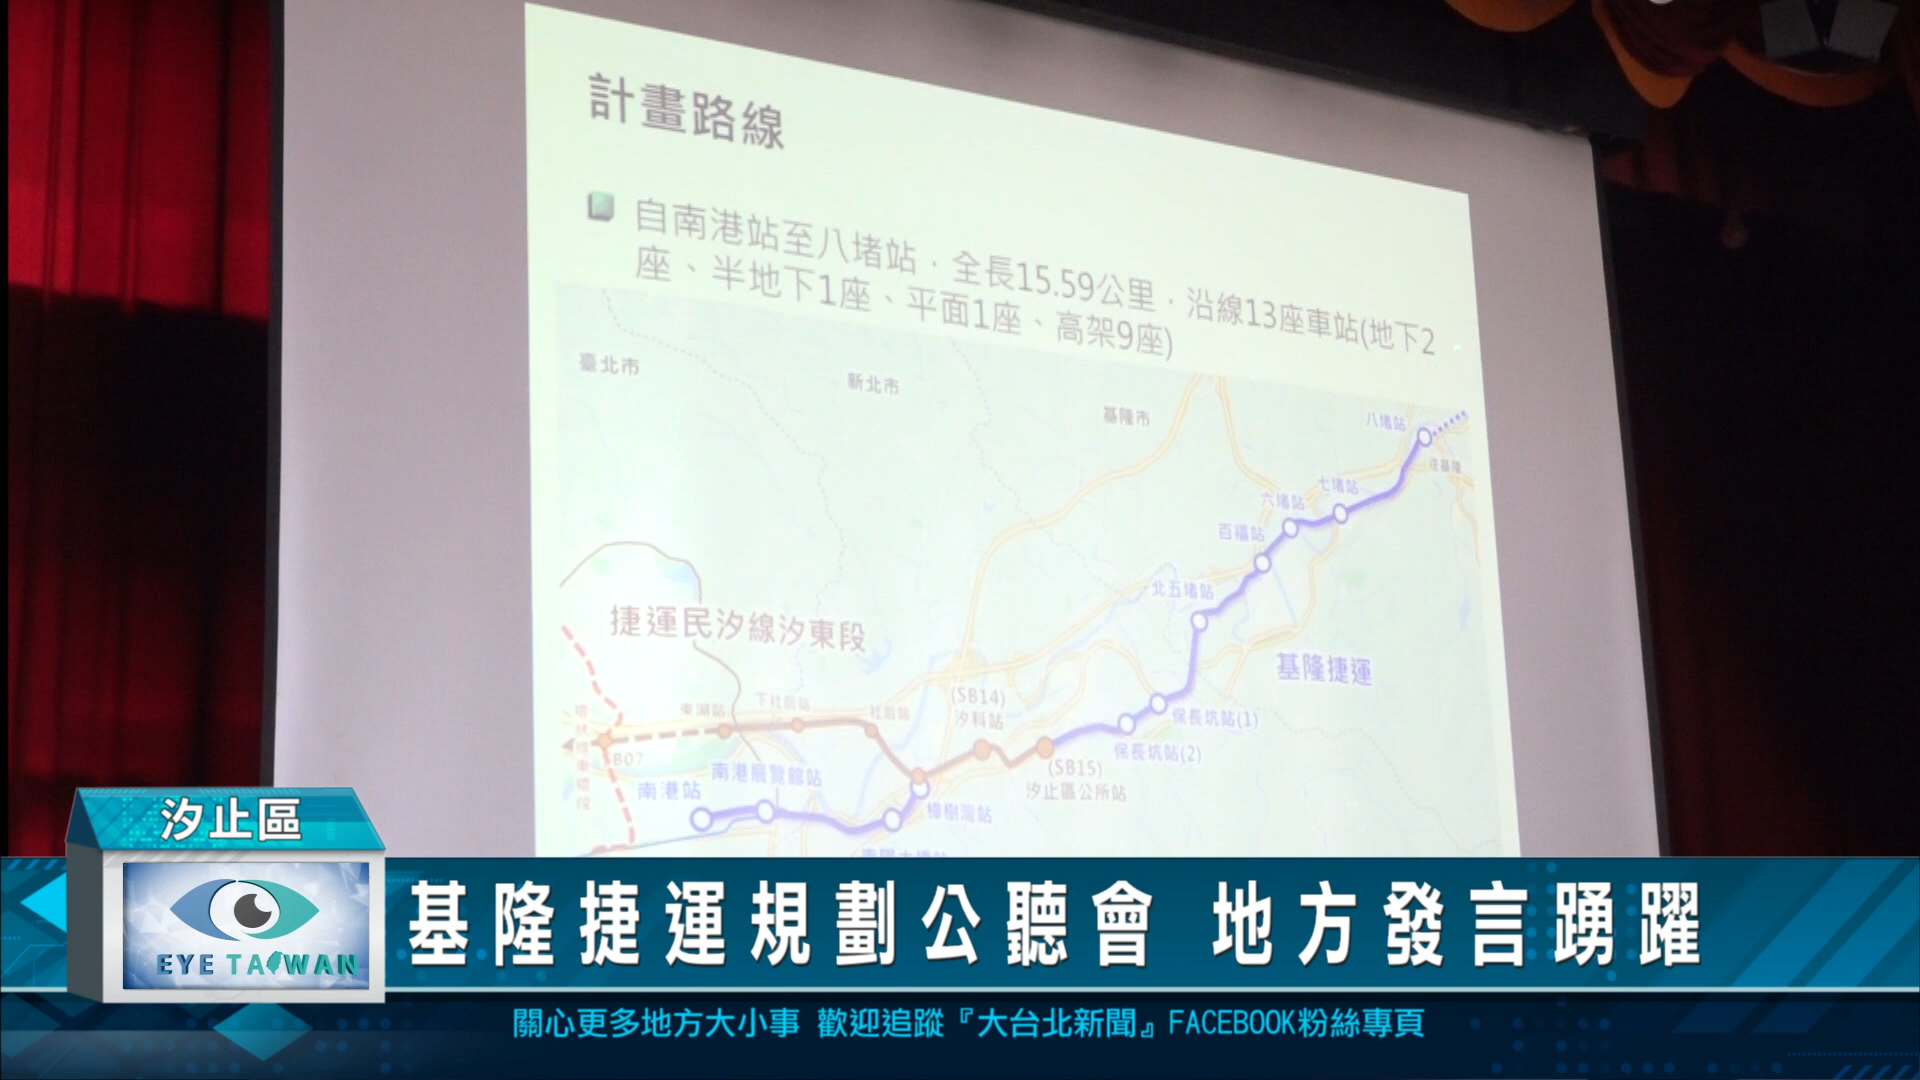 計畫路線
自南港站至八堵站，全長15.59公里，沿線13座車站(地下2
座、半地下1座、平面1座、高架9座)
臺北市
新北市
基隆市
八堵站
往基隆
七堵站
六堵站
百福站
北五堵站
捷運民汐線汐東段
基隆捷運
(SB14)
汐科站
東湖站
下社后站
社后站
保長坑站(1)
保長坑站(2)
B07
(SB15)
汐止區公所站
南港展覽館站
南港站
樟樹灣站
汐止區
EYE TAIWAN
基隆捷運規劃公聽會 地方發言踴躍
關心更多地方大小事 歡迎追蹤『大台北新聞』FACEBOOK粉絲專頁